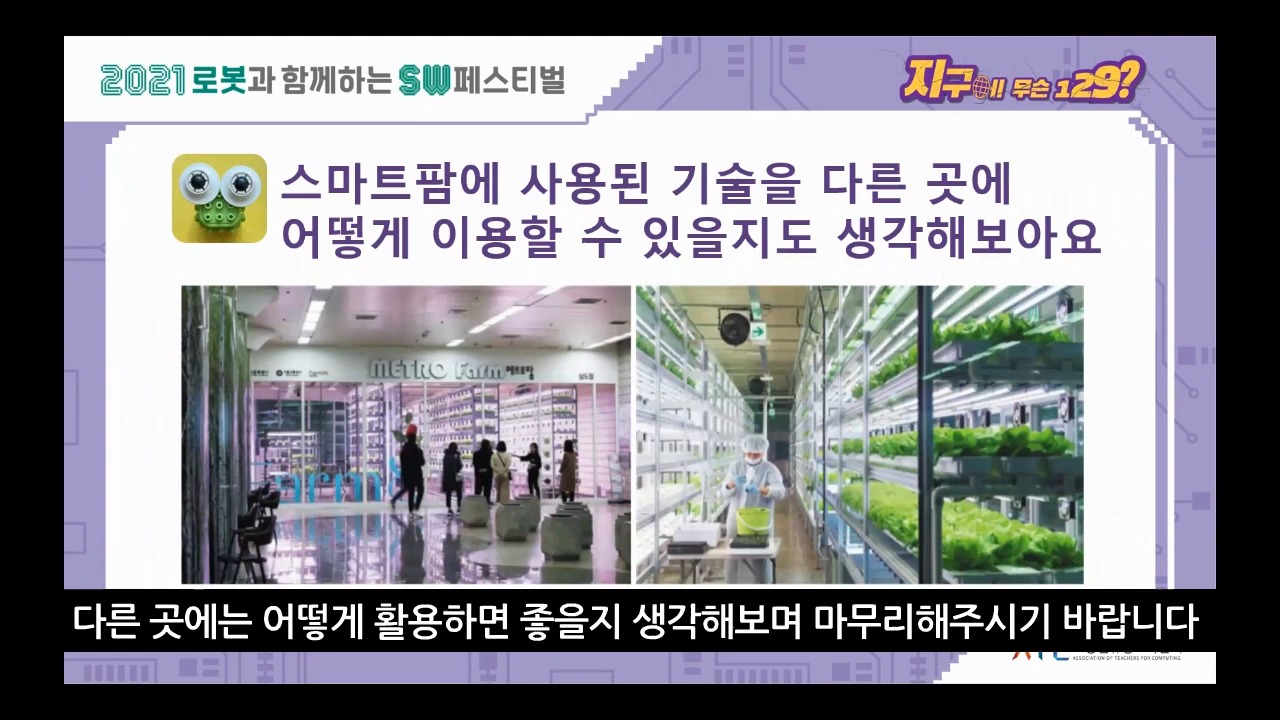 2021 로봇과 함께하는 SW페스티벌
지구에! 무슨 129?
스마트팜에 사용된 기술을 다른 곳에
어떻게 이용할 수 있을지도 생각해보아요
METRO Farm 메트로팜
다른 곳에는 어떻게 활용하면 좋을지 생각해보며 마무리해주시기 바랍니다
ASSOCIATION OF TEACHERS FOR COMPUTING